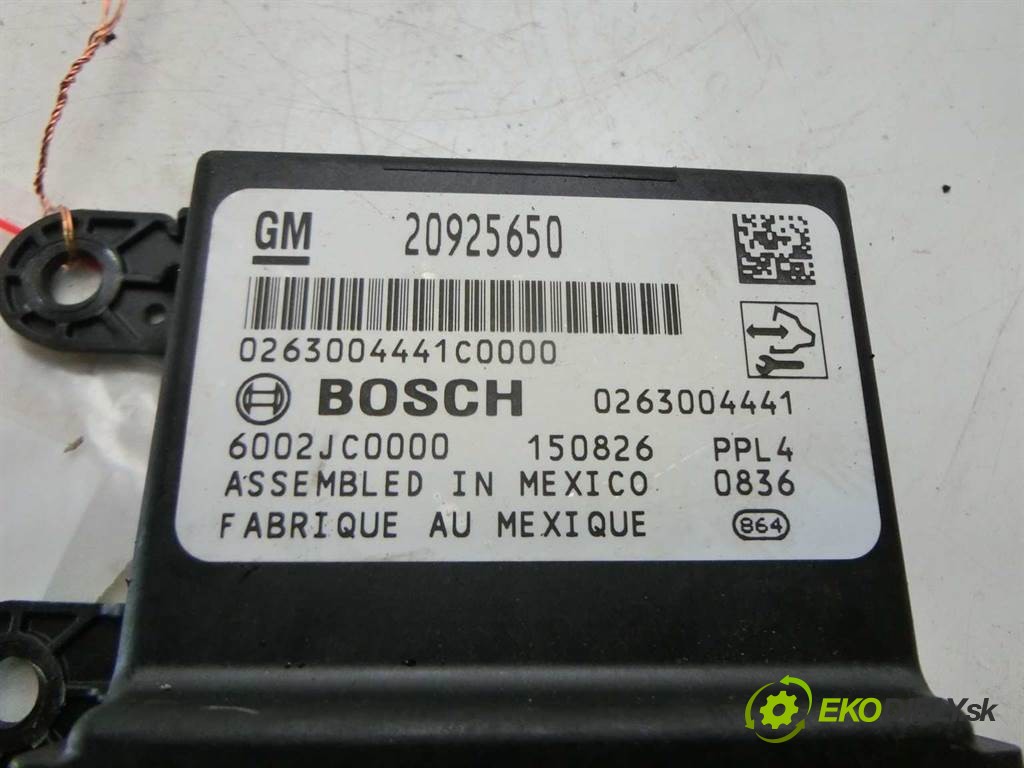 GM 20925650
0263004441C0000
BOSCH 0263004441
6002JC0000 150826 PPL4
ASSEMBLED IN MEXICO 0836
FABRIQUE AU MEXIQUE 864